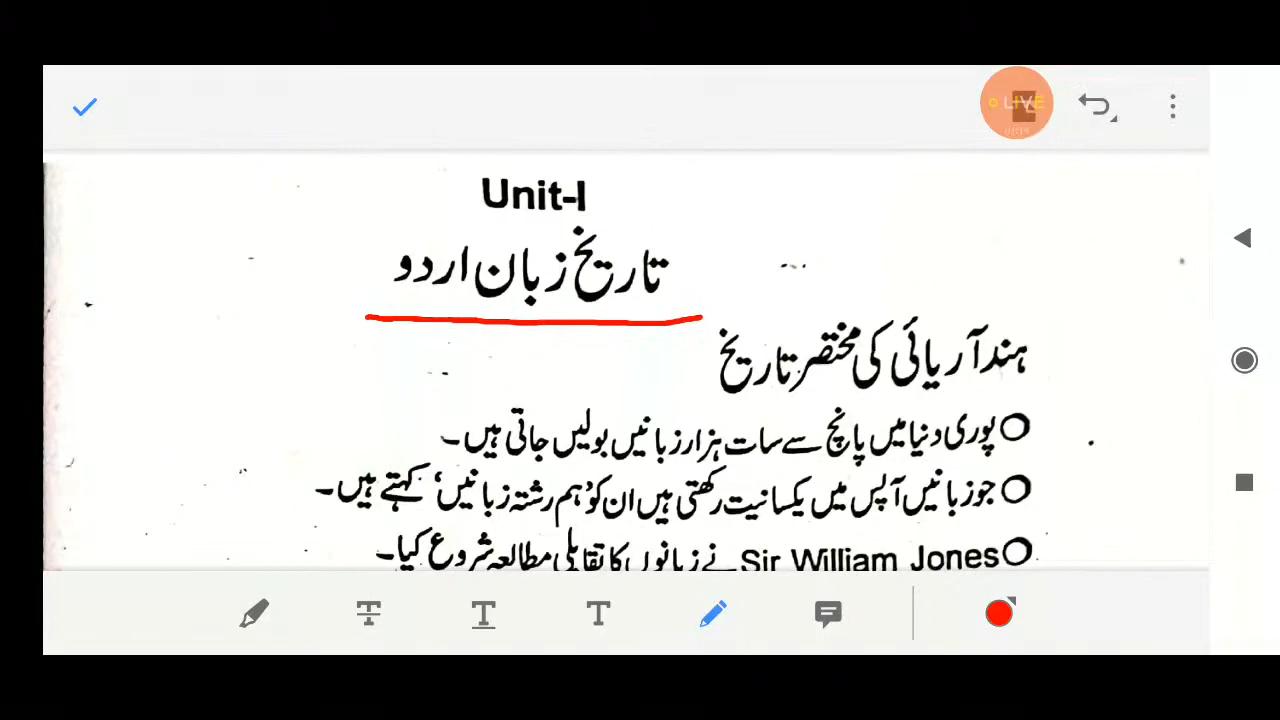 LIVE
Unit-I
تاریخ زبان اردو
ہند آریائی کی مختصر تاریخ
پوری دنیا میں پانچ سے سات ہزار زبانیں بولیں جاتی ہیں۔
جو زبانیں آپس میں یکسانیت رکھتی ہیں ان کو 'ہم رشتہ زبانیں' کہتے ہیں۔
Sir William Jones نے زبانوں کا تقابلی مطالعہ شروع کیا۔
T T T